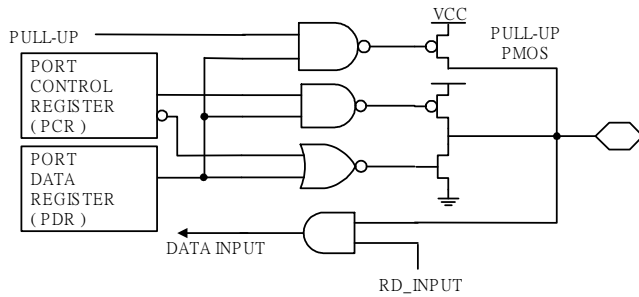 VCC
PULL-UP
PULL-UP
PMOS
PORT
CONTROL
REGISTER
( PCR )
PORT
DATA
REGISTER
( PDR )
DATA INPUT
RD_INPUT